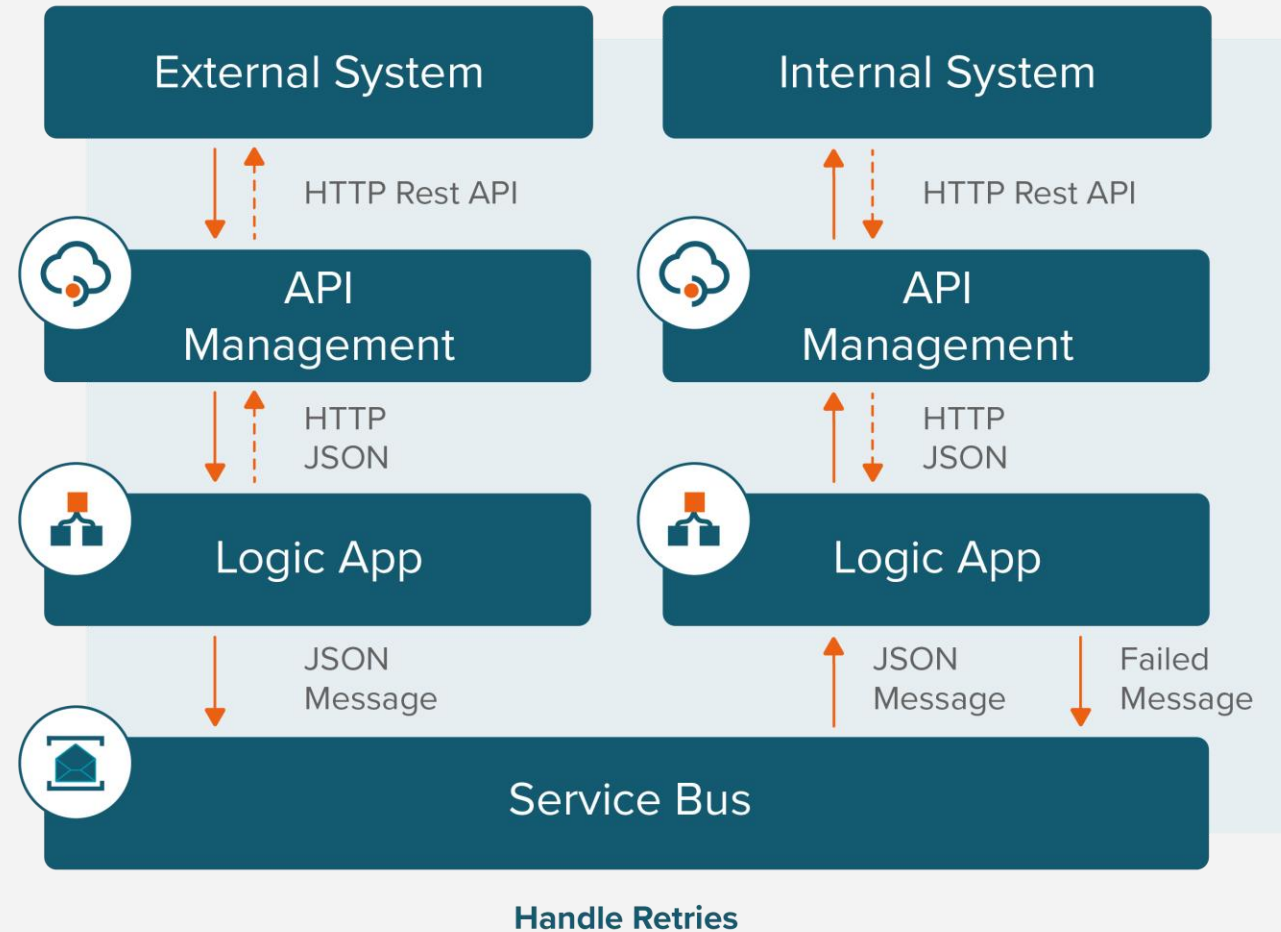 External System
Internal System
HTTP Rest API
HTTP Rest API
API
Management
API
Management
HTTP
JSON
HTTP
JSON
Logic App
Logic App
JSON
Message
JSON
Message
Failed
Message
Service Bus
Handle Retries